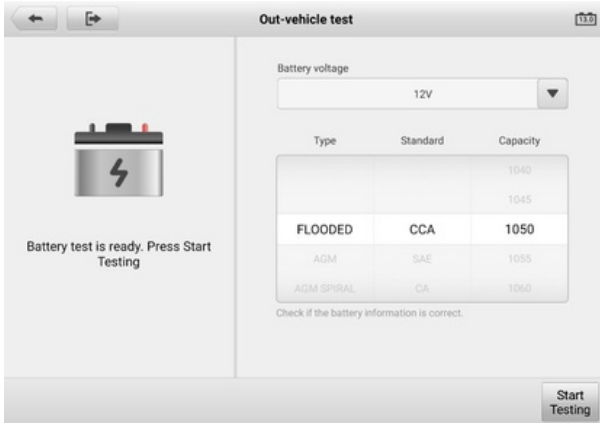 Out-vehicle test
13.0
Battery test is ready. Press Start
Testing
Battery voltage
12V
Type Standard Capacity
1040
1045
FLOODED CCA 1050
AGM SAE 1055
AGM SPIRAL CA 1060
Check if the battery information is correct.
Start
Testing